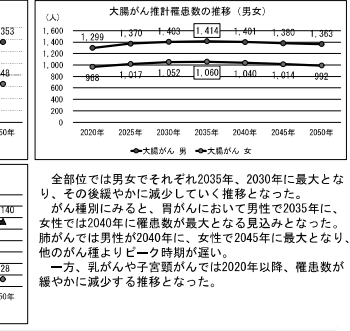 大腸がん推計罹患数の推移（男女）
（人）
353
48
50年
1,600
1,400
1,200
1,000
800
600
400
200
0
1,299 1,370 1,403 1,414 1,401 1,380 1,363
968 1,017 1,052 1,060 1,040 1,014 992
2020年 2025年 2030年 2035年 2040年 2045年 2050年
大腸がん 男 大腸がん 女
140
28
50年
全部位では男女でそれぞれ2035年、2030年に最大とな
り、その後緩やかに減少していく推移となった。
がん種別にみると、胃がんにおいて男性で2035年に、
女性では2040年に罹患数が最大となる見込みとなった。
肺がんでは男性が2040年に、女性で2045年に最大となり、
他のがん種よりピーク時期が遅い。
一方、乳がんや子宮頸がんでは2020年以降、罹患数が
緩やかに減少する推移となった。